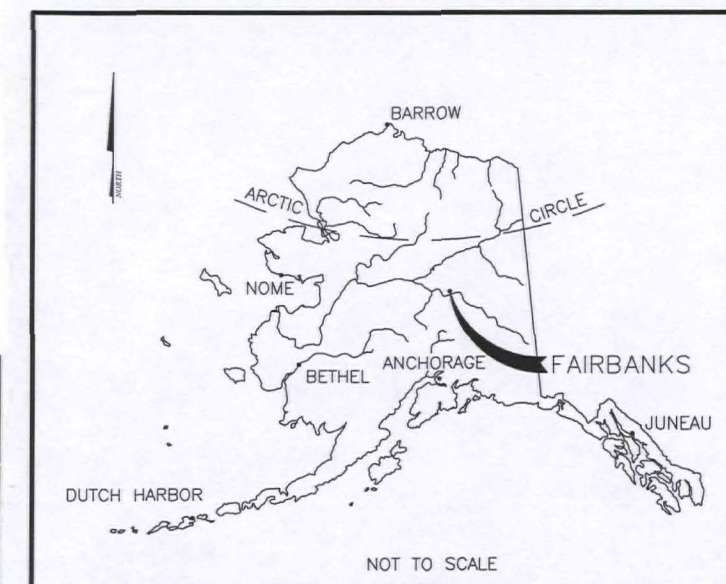 BARROW
NORTH
ARCTIC
CIRCLE
NOME
BETHEL
ANCHORAGE
FAIRBANKS
JUNEAU
DUTCH HARBOR
NOT TO SCALE